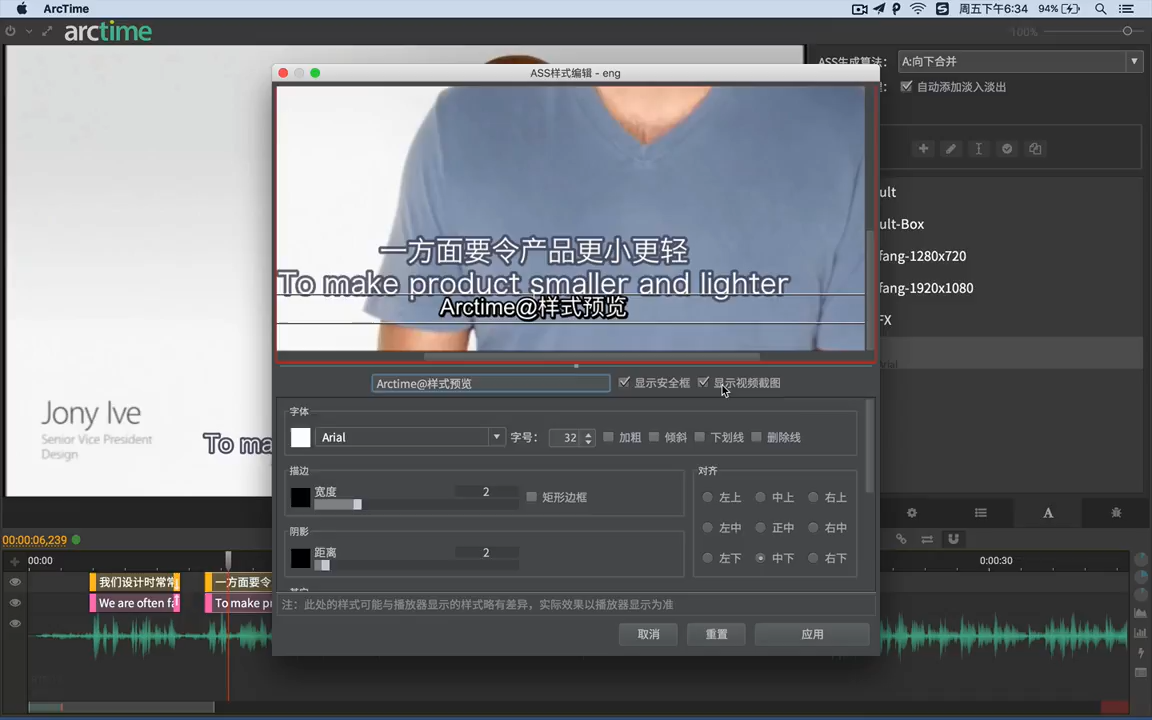 ArcTime
周五下午6:34
94%
arctime
100%
ASS生成算法:
A:向下合并
自动添加淡入淡出
ASS样式编辑 - eng
一方面要令产品更小更轻
To make product smaller and lighter
Arctime@样式预览
Arctime@样式预览
显示安全框
显示视频截图
ult
ult-Box
fang-1280x720
fang-1920x1080
FX
Arial
Jony Ive
Senior Vice President
Design
To ma
字体
Arial
字号:
32
加粗
倾斜
下划线
删除线
描边
宽度
2
矩形边框
对齐
左上
中上
右上
左中
正中
右中
左下
中下
右下
阴影
距离
2
注：此处的样式可能与播放器显示的样式略有差异，实际效果以播放器显示为准
取消
重置
应用
A
00:00:06,239
00:00
0:00:30
我们设计时常常
一方面要令
We are often fa
To make pr